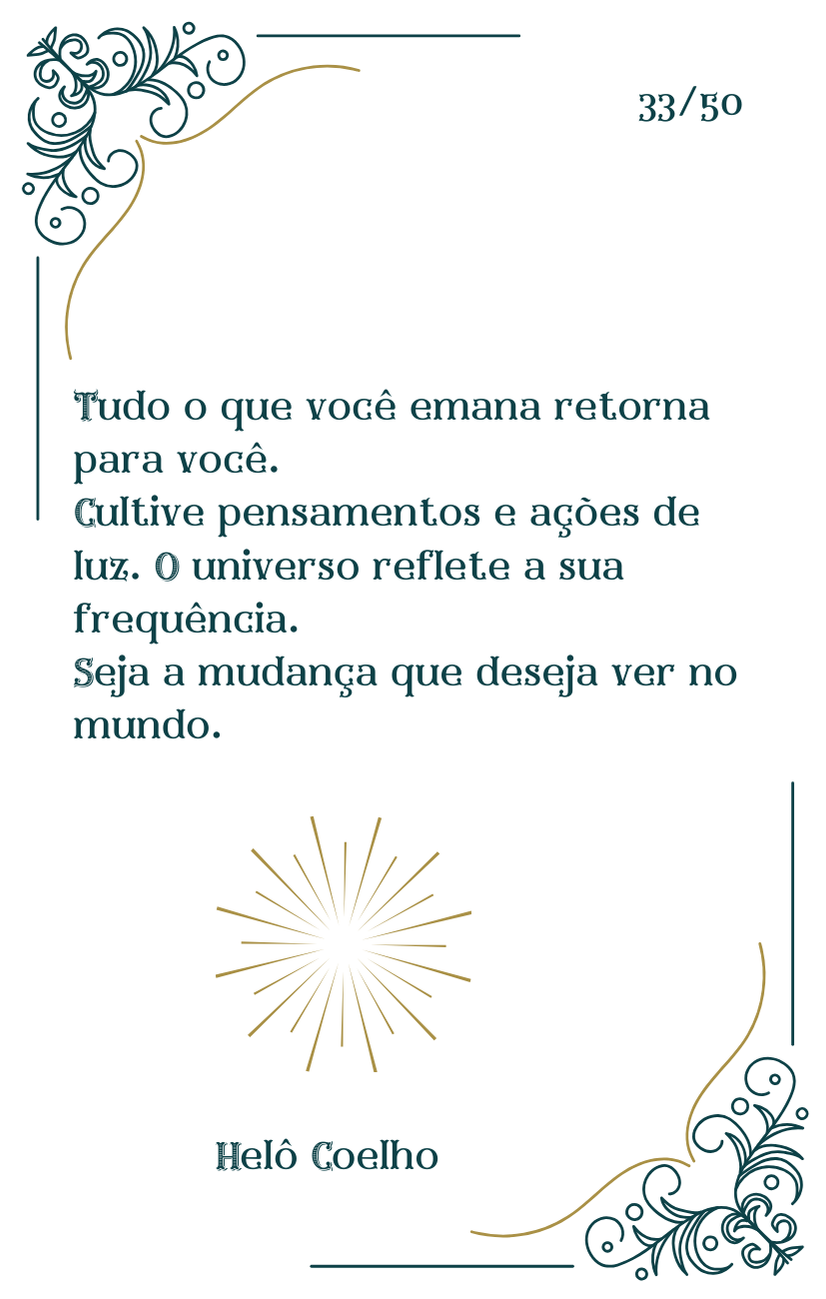 33/50
Tudo o que você emana retorna
para você.
Cultive pensamentos e ações de
luz. O universo reflete a sua
frequência.
Seja a mudança que deseja ver no
mundo.
Helô Coelho